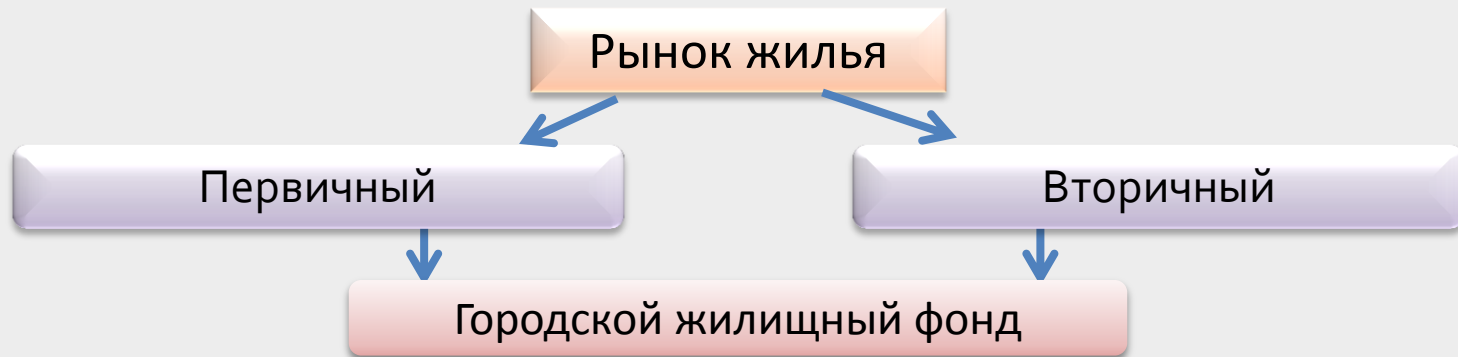 Рынок жилья
Первичный
Вторичный
Городской жилищный фонд